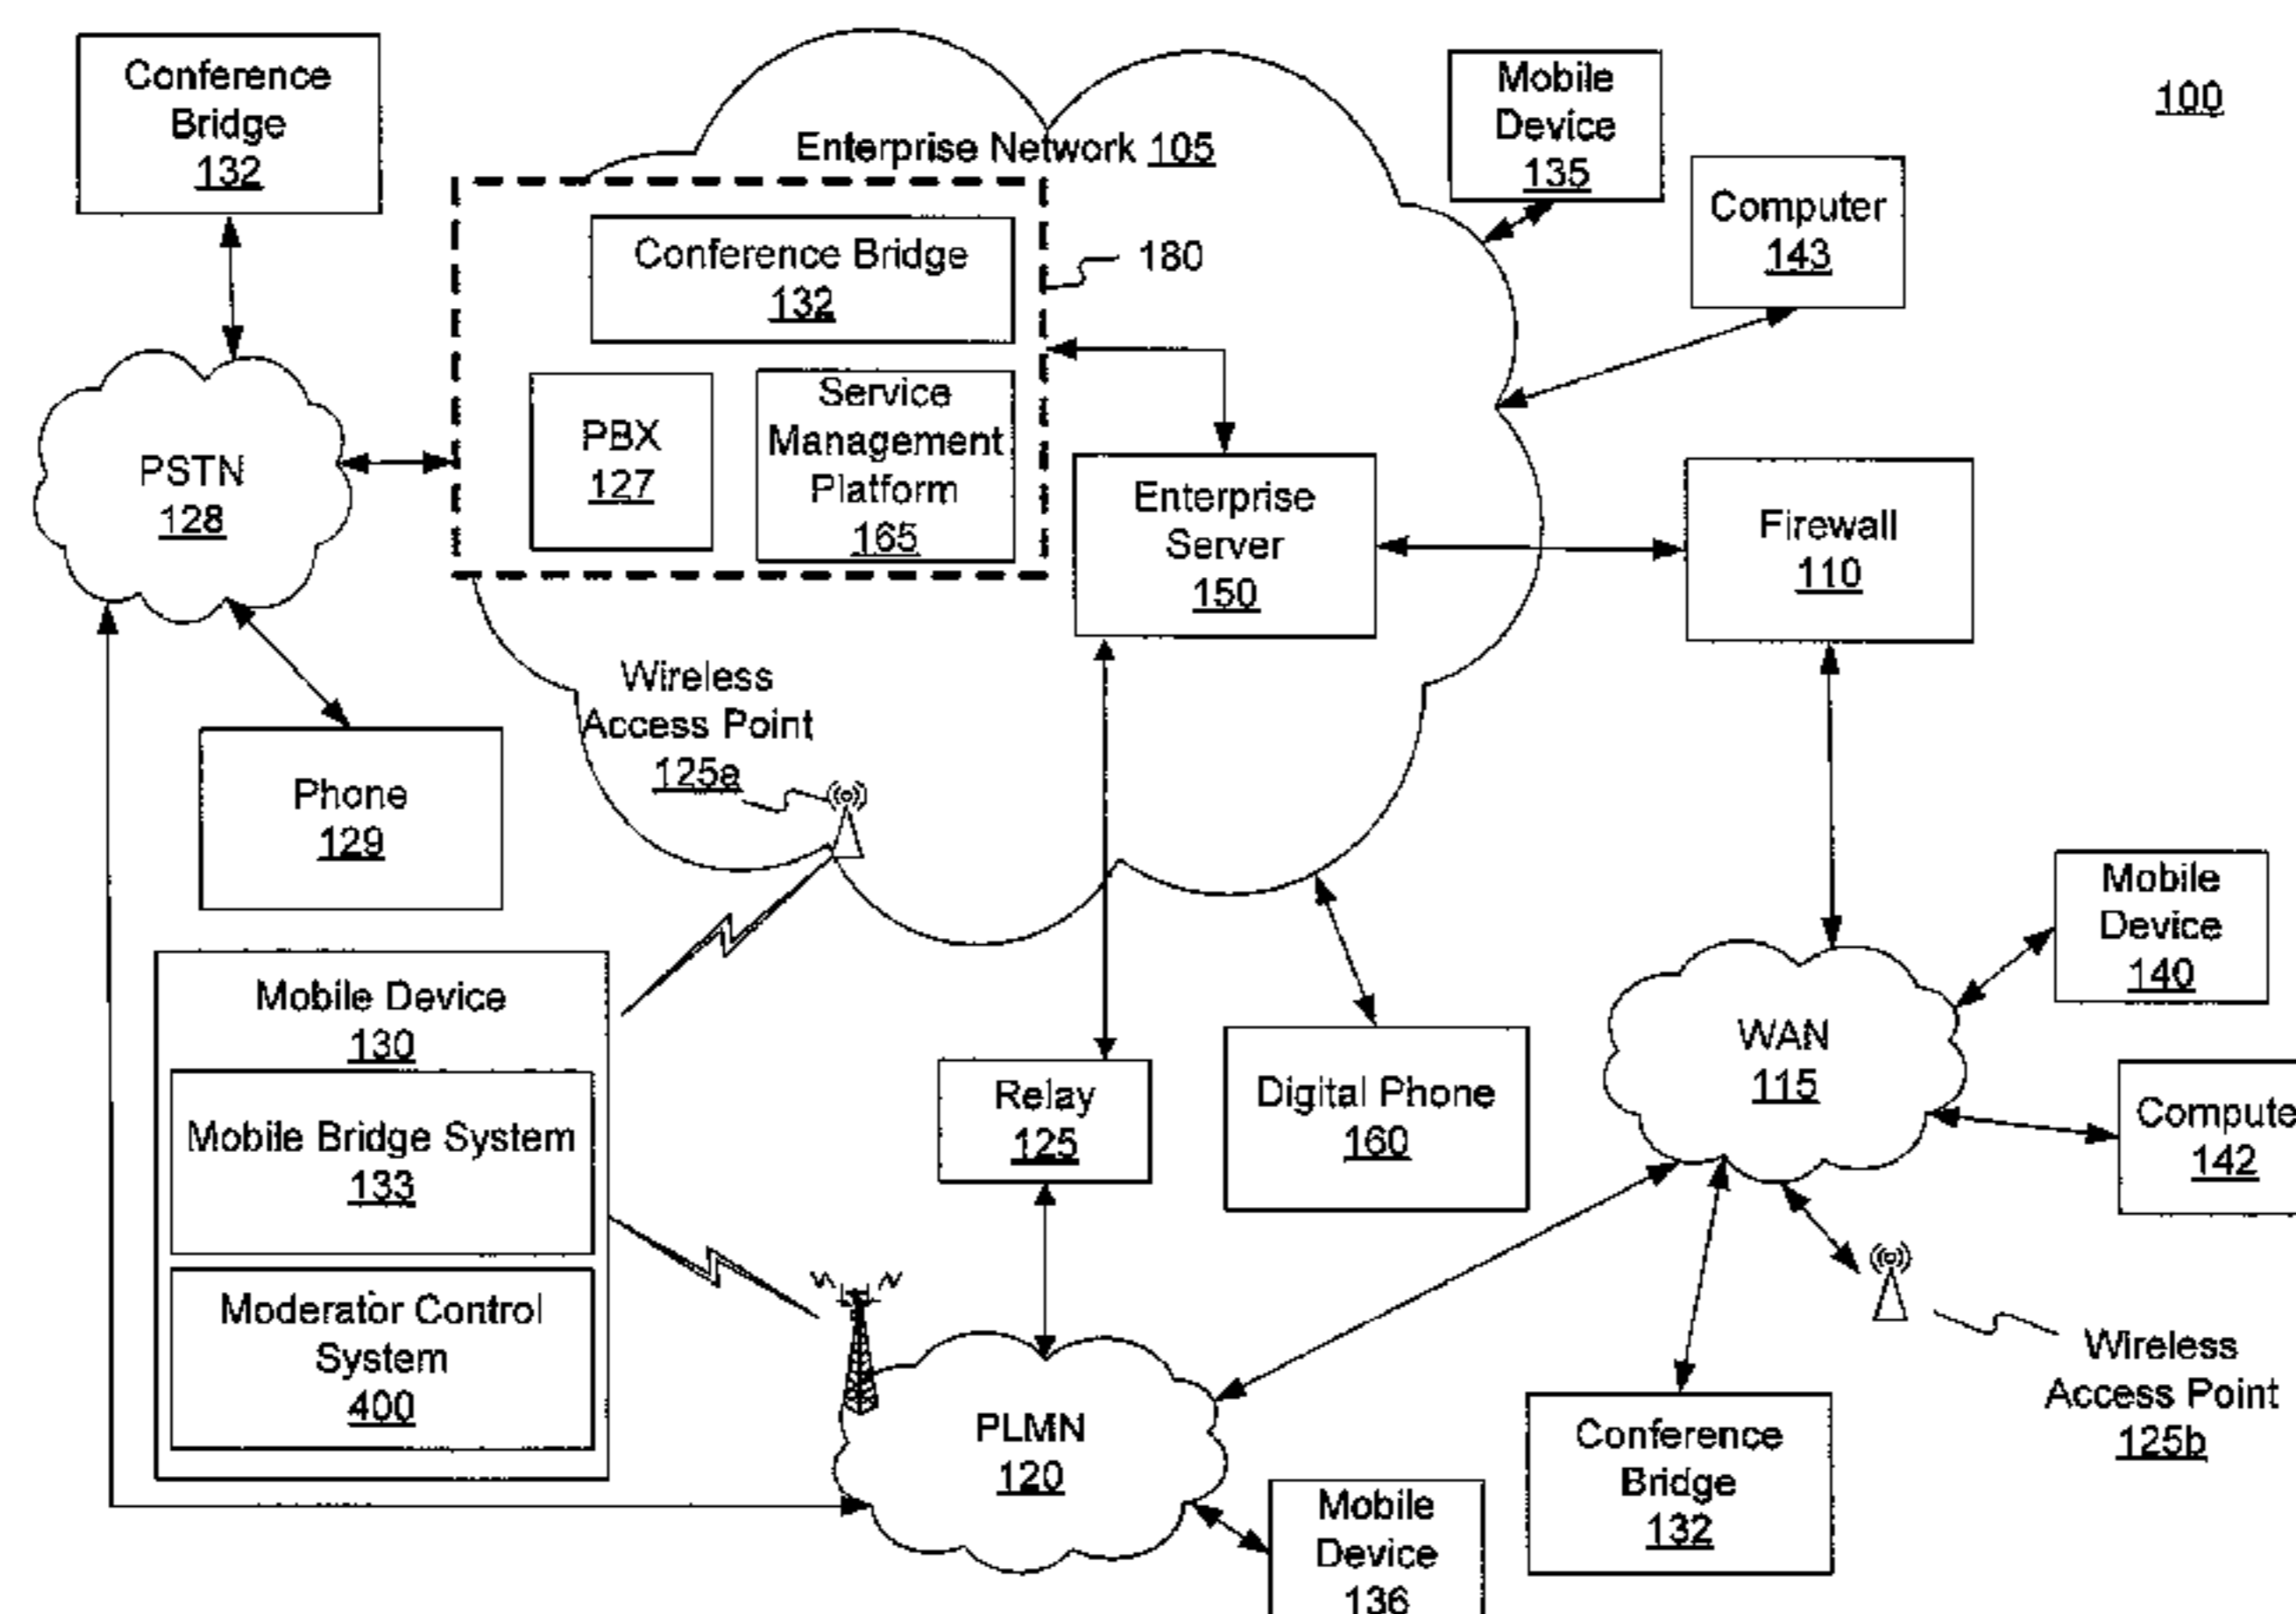 Conference
Bridge
132
Enterprise Network 105
Mobile
Device
135
100
Computer
143
Conference Bridge
132
180
PSTN
128
PBX
127
Service
Management
Platform
165
Enterprise
Server
150
Firewall
110
Wireless
Access Point
125a
Phone
129
Mobile Device
130
Mobile Bridge System
133
Moderator Control
System
400
Relay
125
Digital Phone
160
WAN
115
Mobile
Device
140
Compute
142
Wireless
Access Point
125b
PLMN
120
Conference
Bridge
132
Mobile
Device
136